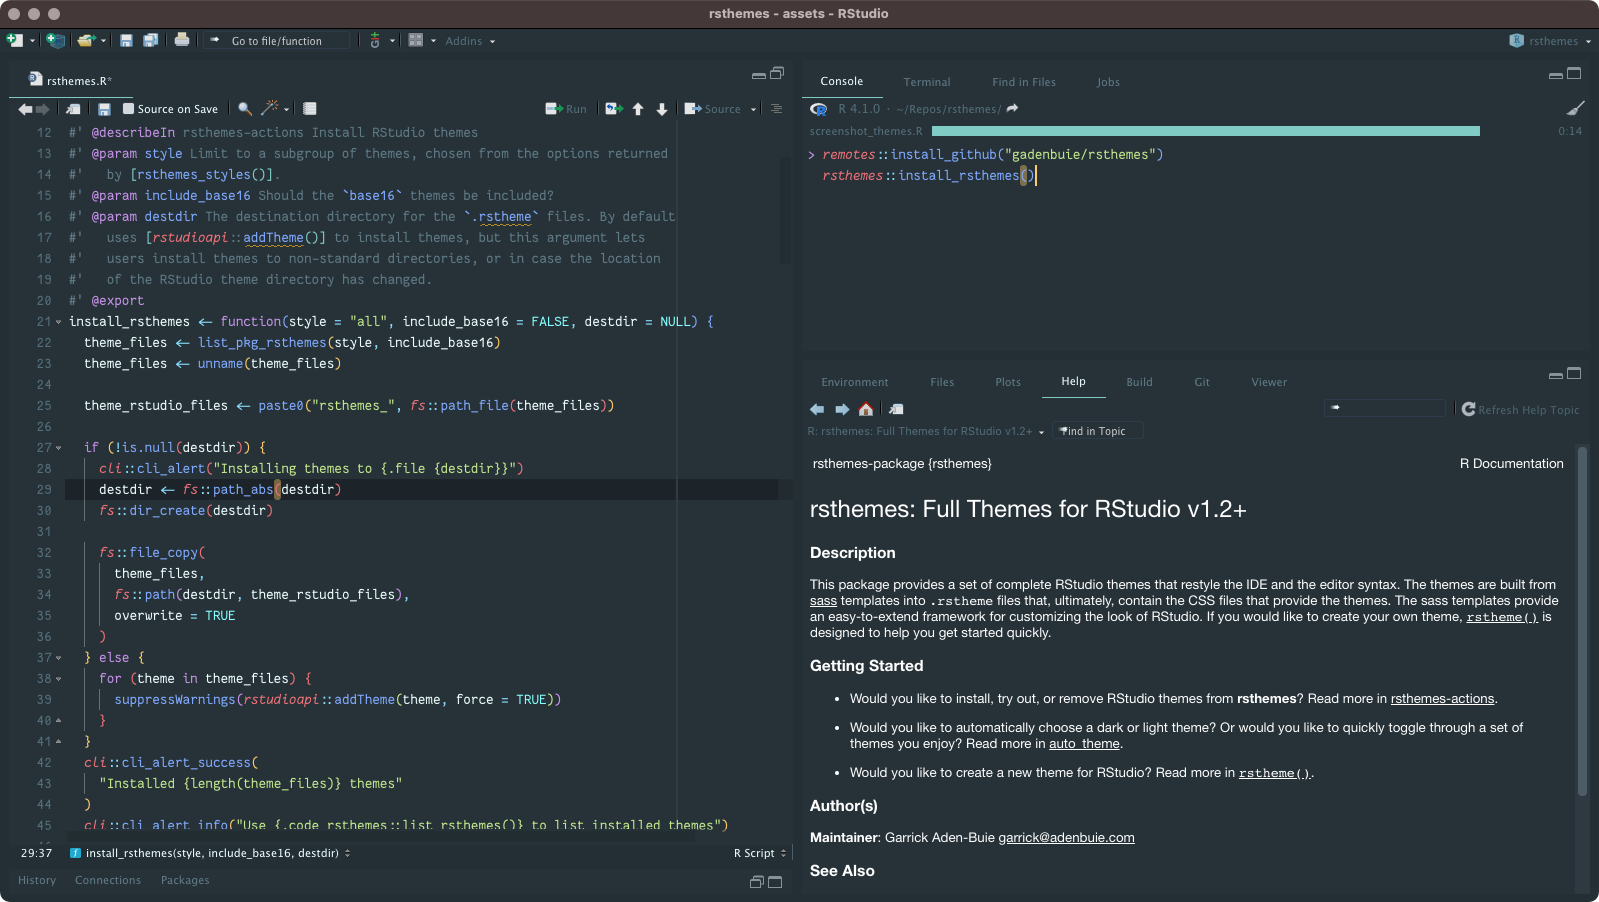 rsthemes - assets - RStudio
Go to file/function
Addins
rsthemes
rsthemes.R*
Source on Save
Run
Source
12 #' @describeIn rsthemes-actions Install RStudio themes
13 #' @param style Limit to a subgroup of themes, chosen from the options returned
14 #'   by [rsthemes_styles()].
15 #' @param include_base16 Should the `base16` themes be included?
16 #' @param destdir The destination directory for the `.rstheme` files. By default
17 #'   uses [rstudioapi::addTheme()] to install themes, but this argument lets
18 #'   users install themes to non-standard directories, or in case the location
19 #'   of the RStudio theme directory has changed.
20 #' @export
21 install_rsthemes <- function(style = "all", include_base16 = FALSE, destdir = NULL) {
22   theme_files <- list_pkg_rsthemes(style, include_base16)
23   theme_files <- unname(theme_files)
24
25   theme_rstudio_files <- paste0("rsthemes_", fs::path_file(theme_files))
26
27   if (!is.null(destdir)) {
28     cli::cli_alert("Installing themes to {.file {destdir}}")
29     destdir <- fs::path_abs(destdir)
30     fs::dir_create(destdir)
31
32     fs::file_copy(
33       theme_files,
34       fs::path(destdir, theme_rstudio_files),
35       overwrite = TRUE
36     )
37   } else {
38     for (theme in theme_files) {
39       suppressWarnings(rstudioapi::addTheme(theme, force = TRUE))
40     }
41   }
42   cli::cli_alert_success(
43     "Installed {length(theme_files)} themes"
44   )
45   cli::cli_alert_info("Use {.code rsthemes::list_rsthemes()} to list installed themes")
29:37 install_rsthemes(style, include_base16, destdir) R Script
History Connections Packages
Console Terminal Find in Files Jobs
R 4.1.0 · ~/Repos/rsthemes/
screenshot_themes.R 0:14
> remotes::install_github("gadenbuie/rsthemes")
rsthemes::install_rsthemes()
Environment Files Plots Help Build Git Viewer
Refresh Help Topic
R: rsthemes: Full Themes for RStudio v1.2+ Find in Topic
rsthemes-package {rsthemes} R Documentation
rsthemes: Full Themes for RStudio v1.2+
Description
This package provides a set of complete RStudio themes that restyle the IDE and the editor syntax. The themes are built from
sass templates into .rstheme files that, ultimately, contain the CSS files that provide the themes. The sass templates provide
an easy-to-extend framework for customizing the look of RStudio. If you would like to create your own theme, rstheme() is
designed to help you get started quickly.
Getting Started
• Would you like to install, try out, or remove RStudio themes from rsthemes? Read more in rsthemes-actions.
• Would you like to automatically choose a dark or light theme? Or would you like to quickly toggle through a set of
themes you enjoy? Read more in auto_theme.
• Would you like to create a new theme for RStudio? Read more in rstheme().
Author(s)
Maintainer: Garrick Aden-Buie garrick@adenbuie.com
See Also